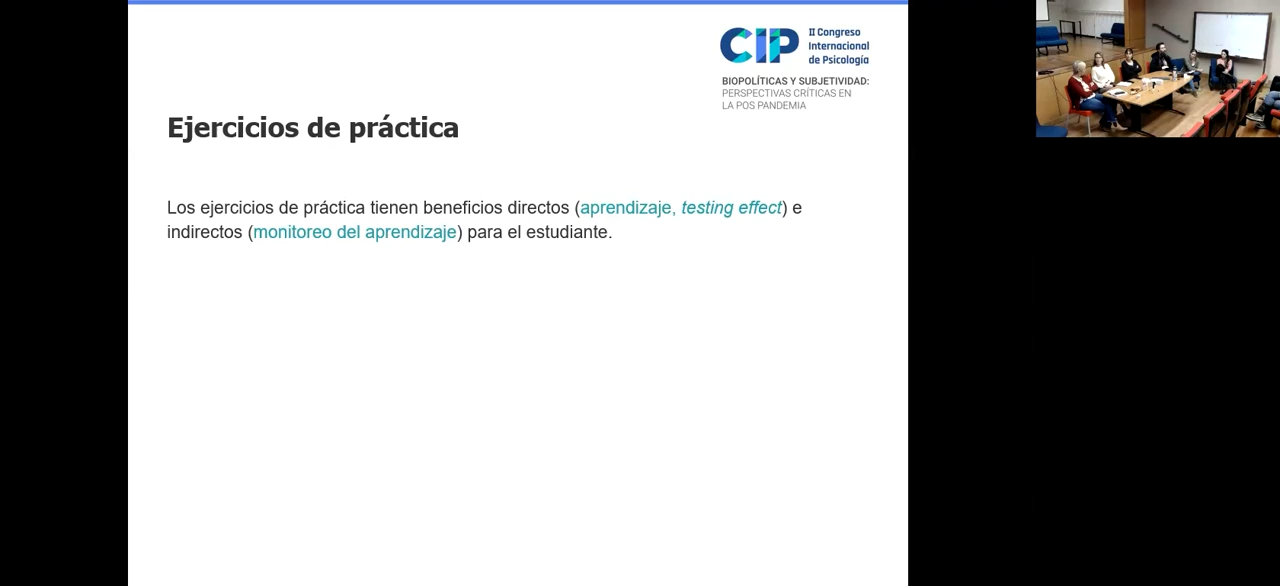 CIP
II Congreso
Internacional
de Psicología
BIOPOLÍTICAS Y SUBJETIVIDAD:
PERSPECTIVAS CRÍTICAS EN
LA POS PANDEMIA
Ejercicios de práctica
Los ejercicios de práctica tienen beneficios directos (aprendizaje, testing effect) e
indirectos (monitoreo del aprendizaje) para el estudiante.